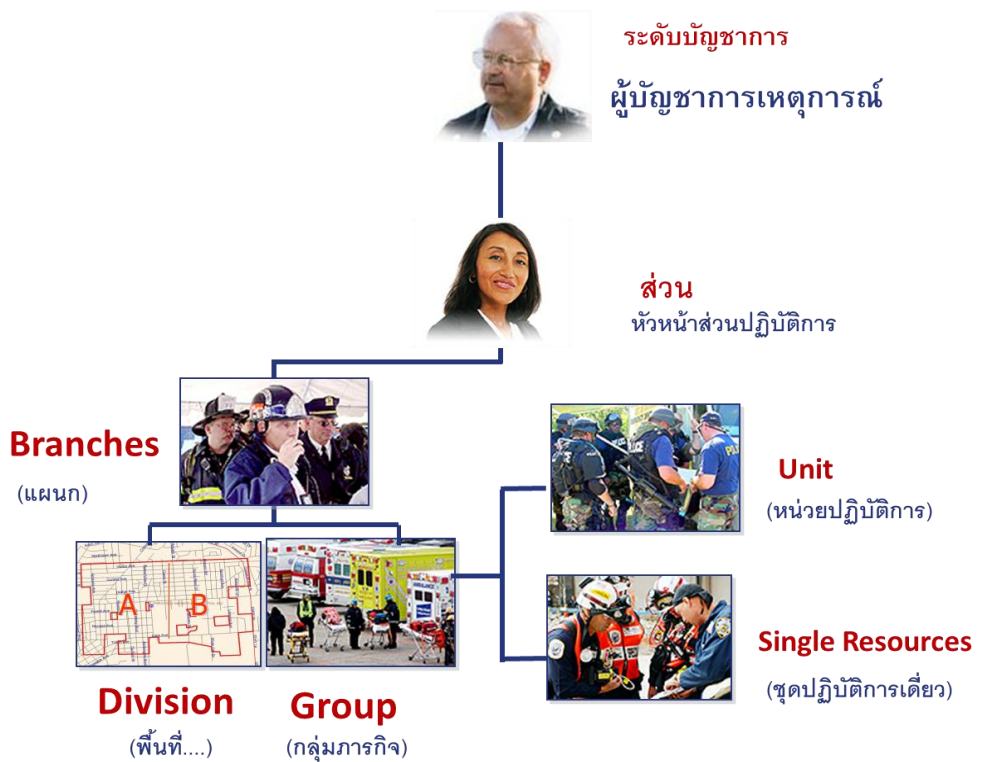 ระดับบัญชาการ
ผู้บัญชาการเหตุการณ์
ส่วน
หัวหน้าส่วนปฏิบัติการ
Branches
(แผนก)
Unit
(หน่วยปฏิบัติการ)
A B
AMBULANCE
Single Resources
(ชุดปฏิบัติการเดี่ยว)
Division
(พื้นที่....)
Group
(กลุ่มภารกิจ)